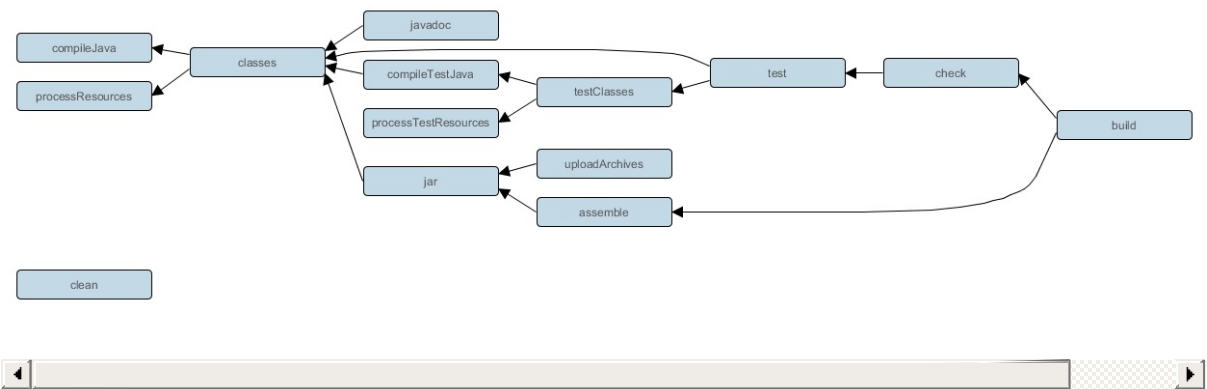 javadoc
compileJava
classes
compileTestJava
test
check
processResources
testClasses
processTestResources
build
uploadArchives
jar
assemble
clean